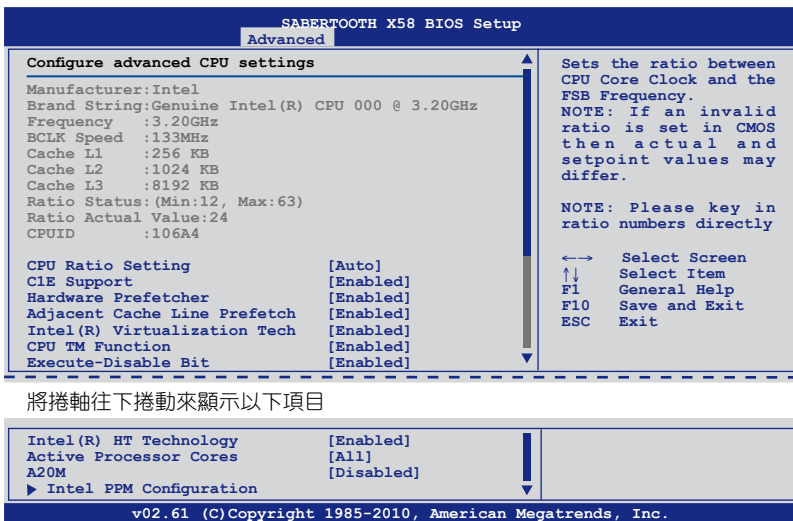 SABERTOOTH X58 BIOS Setup
Advanced
Configure advanced CPU settings
Manufacturer:Intel
Brand String:Genuine Intel(R) CPU 000 @ 3.20GHz
Frequency :3.20GHz
BCLK Speed :133MHz
Cache L1 :256 KB
Cache L2 :1024 KB
Cache L3 :8192 KB
Ratio Status:(Min:12, Max:63)
Ratio Actual Value:24
CPUID :106A4
CPU Ratio Setting [Auto]
C1E Support [Enabled]
Hardware Prefetcher [Enabled]
Adjacent Cache Line Prefetch [Enabled]
Intel(R) Virtualization Tech [Enabled]
CPU TM Function [Enabled]
Execute-Disable Bit [Enabled]
Sets the ratio between
CPU Core Clock and the
FSB Frequency.
NOTE: If an invalid
ratio is set in CMOS
then actual and
setpoint values may
differ.
NOTE: Please key in
ratio numbers directly
←→ Select Screen
↑↓ Select Item
F1 General Help
F10 Save and Exit
ESC Exit
將捲軸往下捲動來顯示以下項目
Intel(R) HT Technology [Enabled]
Active Processor Cores [All]
A20M [Disabled]
▶ Intel PPM Configuration
v02.61 (C)Copyright 1985-2010, American Megatrends, Inc.